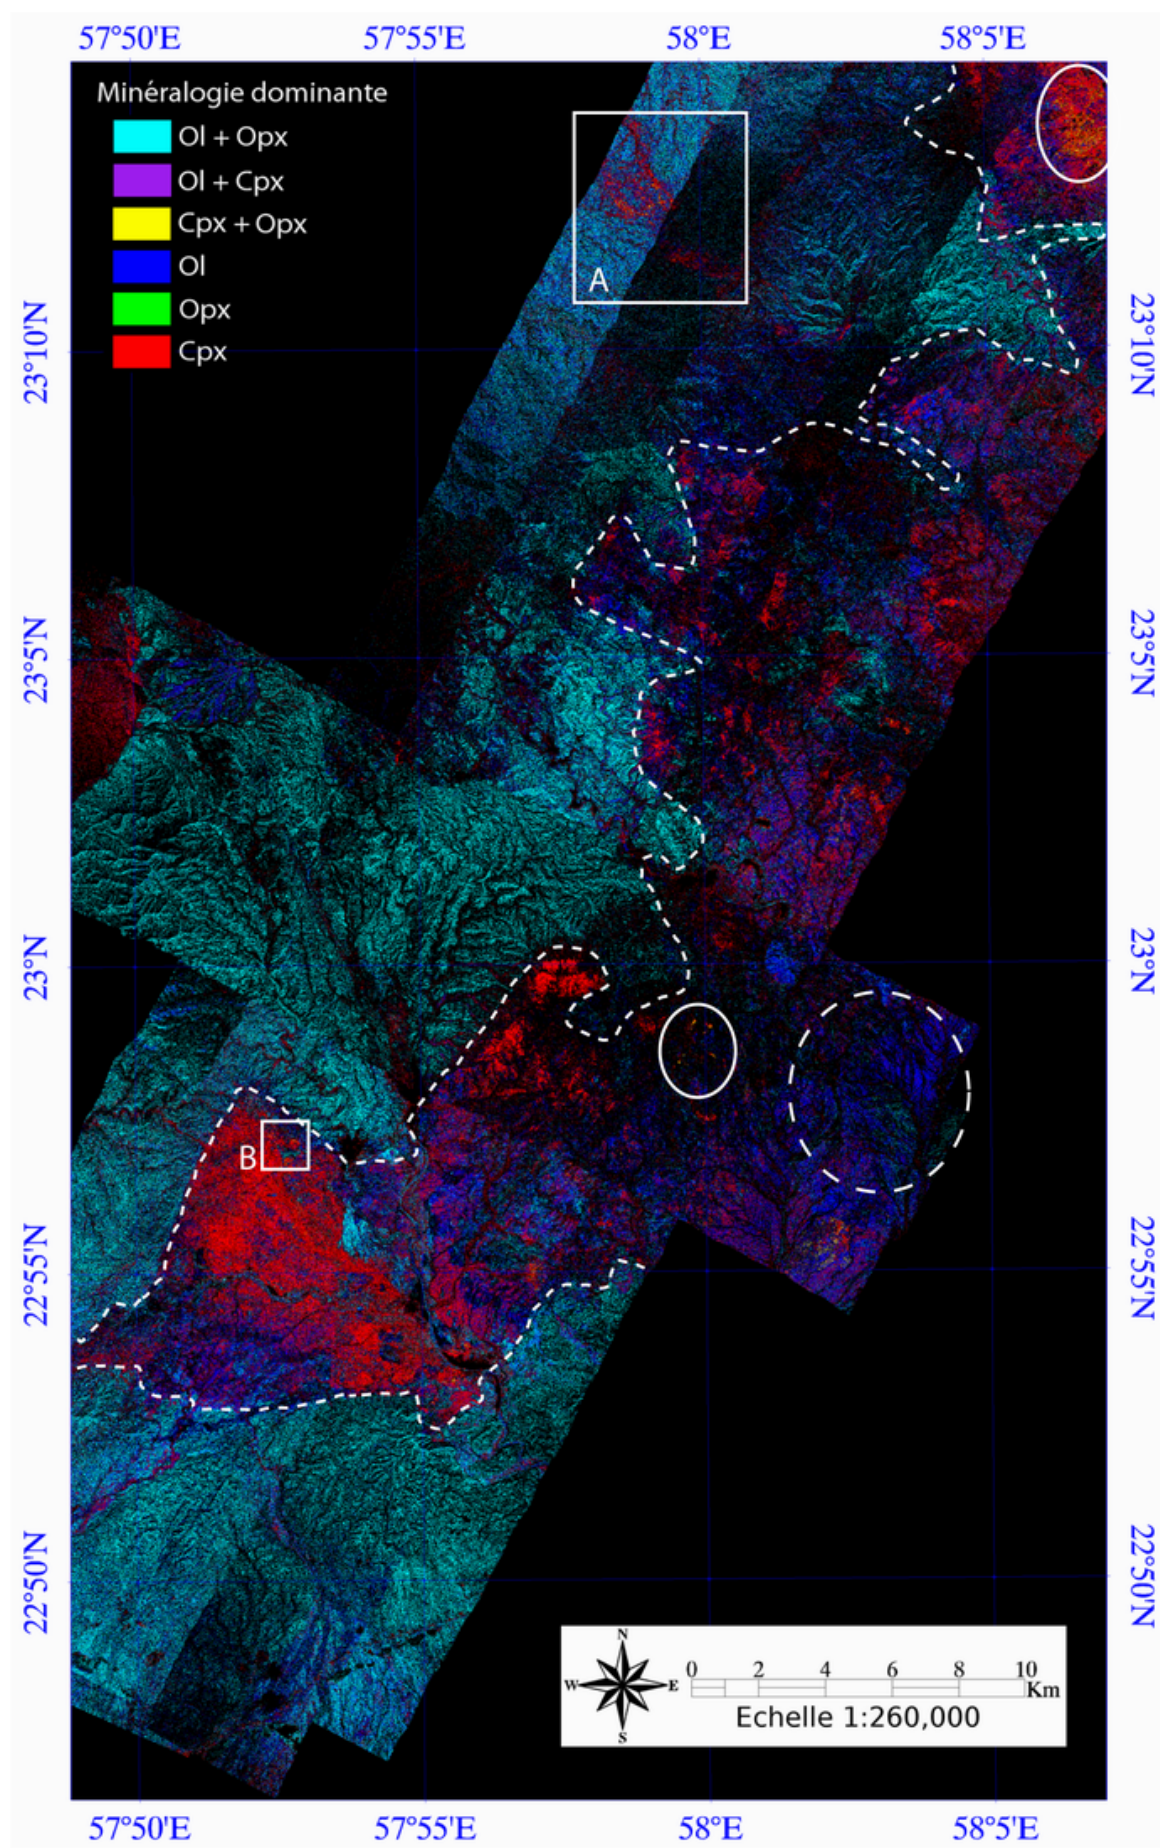 57°50'E 57°55'E 58°E 58°5'E
Minéralogie dominante
Ol + Opx
Ol + Cpx
Cpx + Opx
Ol
Opx
Cpx
A
23°10'N 23°10'N
23°5'N 23°5'N
23°N 23°N
B
22°55'N 22°55'N
22°50'N 22°50'N
N
W E
S
0 2 4 6 8 10
Km
Echelle 1:260,000
57°50'E 57°55'E 58°E 58°5'E